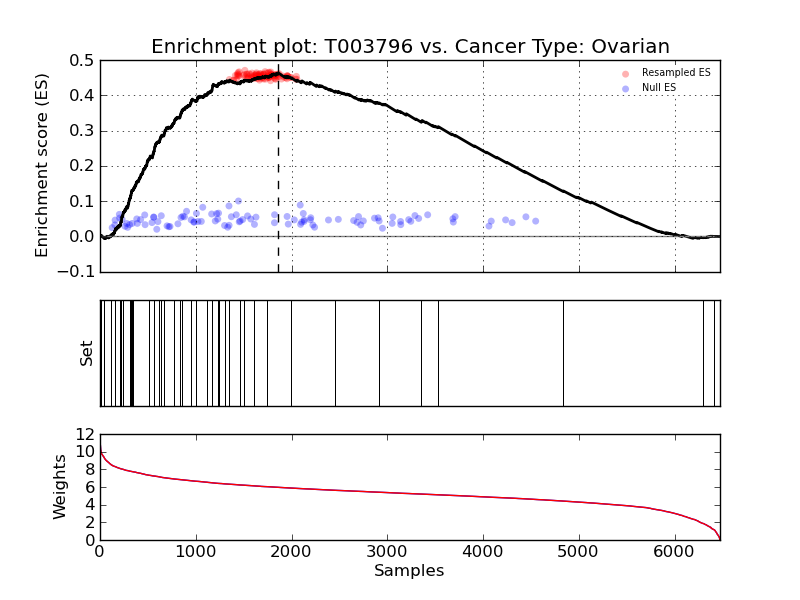 Enrichment plot: T003796 vs. Cancer Type: Ovarian
Enrichment score (ES)
0.5
0.4
0.3
0.2
0.1
0.0
−0.1
Resampled ES
Null ES
Set
Weights
12
10
8
6
4
2
0
0 1000 2000 3000 4000 5000 6000
Samples